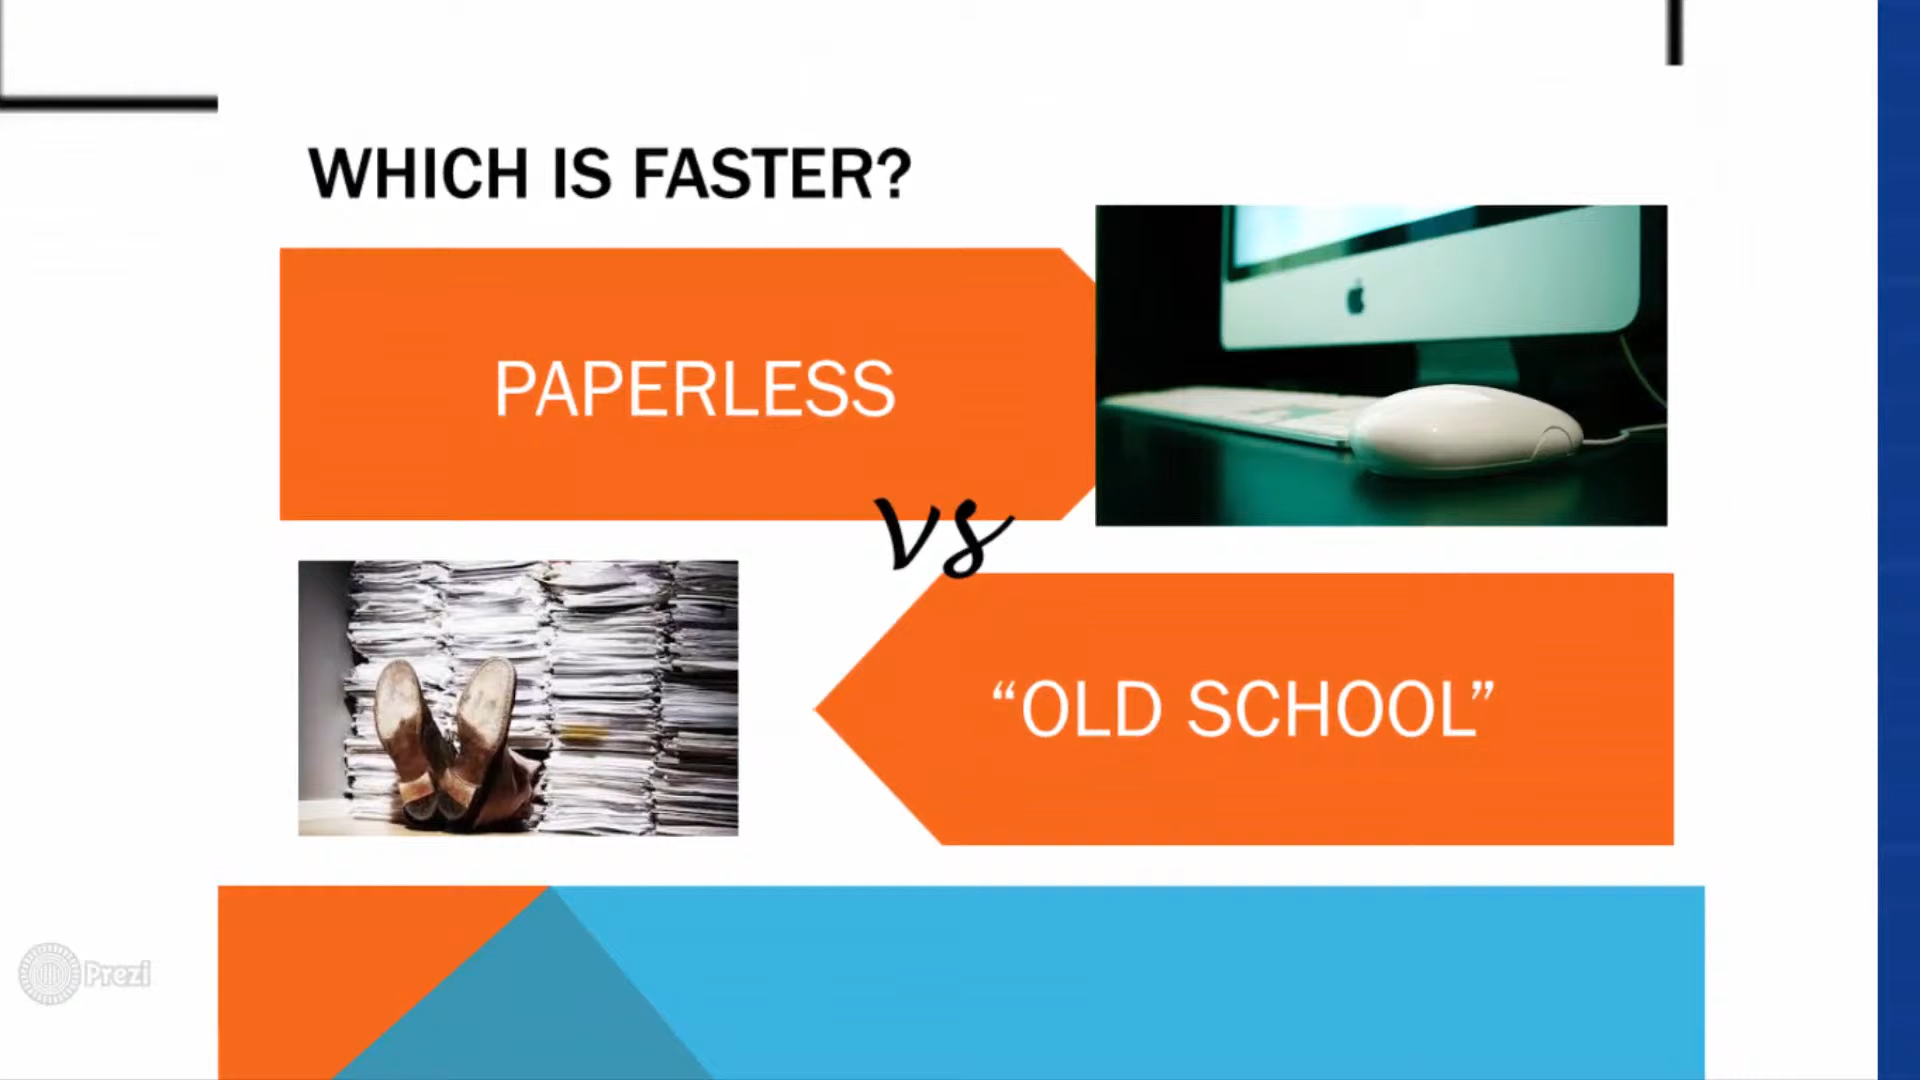 WHICH IS FASTER?
PAPERLESS
vs
“OLD SCHOOL”
Prezi